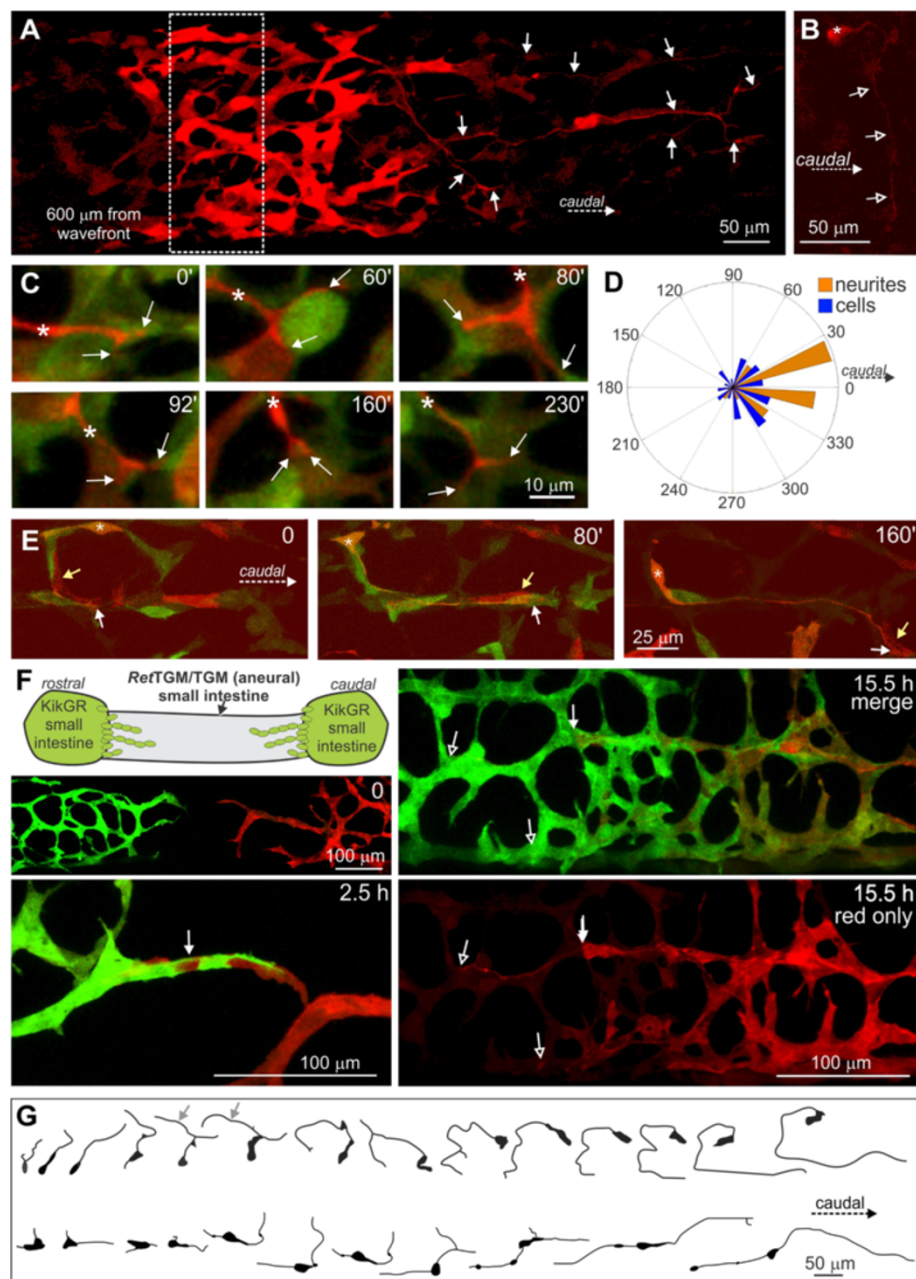 A
600 µm from
wavefront
caudal
50 µm
B
*
caudal
50 µm
C
0'
*
60'
*
80'
*
92'
*
160'
*
230'
*
10 µm
D
neurites
cells
90
60
30
caudal
0
330
300
270
240
210
180
150
120
E
0
*
caudal
80'
*
160'
*
25 µm
F
rostral
RetTGM/TGM (aneural)
small intestine
caudal
KikGR
small
intestine
KikGR
small
intestine
0
100 µm
2.5 h
100 µm
15.5 h
merge
15.5 h
red only
100 µm
G
caudal
50 µm